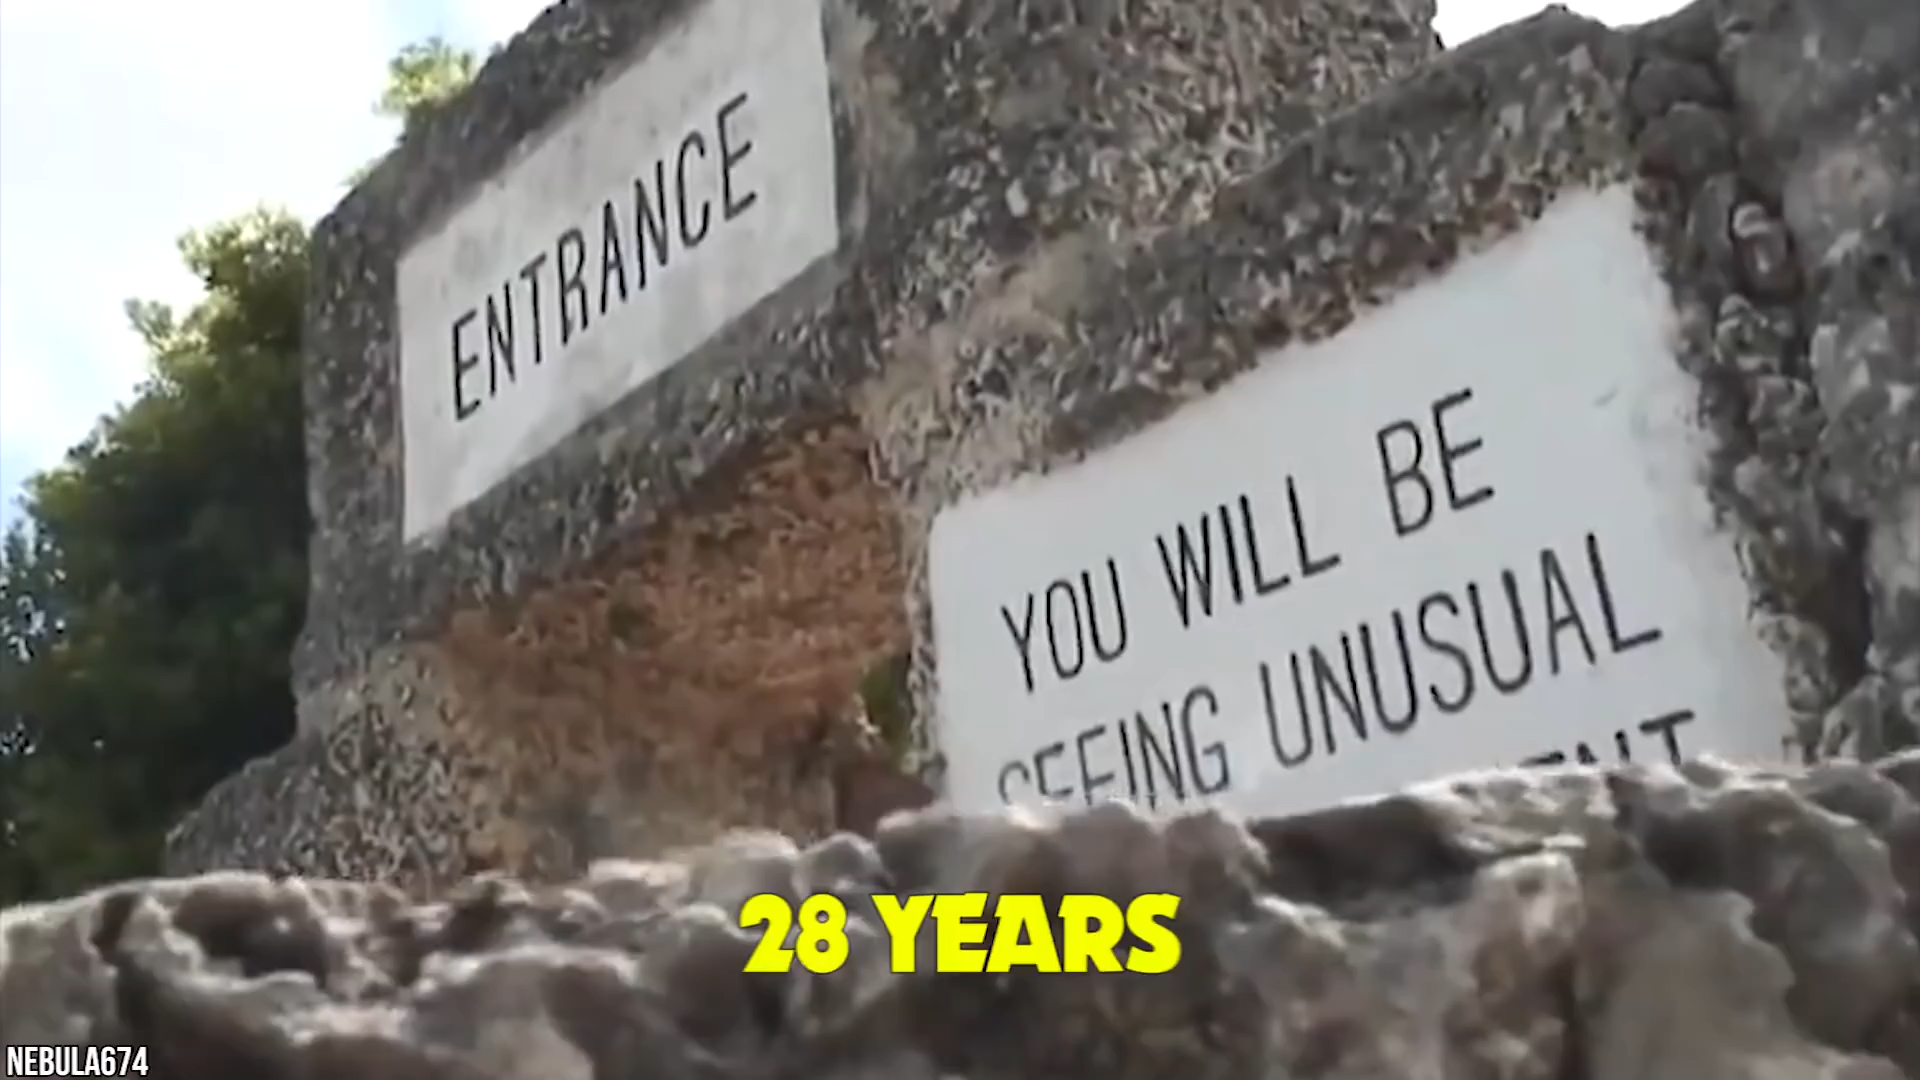 ENTRANCE
YOU WILL BE
SEEING UNUSUAL
28 YEARS
NEBULA674